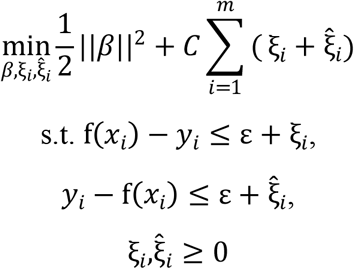 min_{β,ξ_i,ξ̂_i} 1/2 ||β||² + C ∑_{i=1}^{m} ( ξ_i + ξ̂_i)
s.t. f(x_i) − y_i ≤ ε + ξ_i,
y_i − f(x_i) ≤ ε + ξ̂_i,
ξ_i,ξ̂_i ≥ 0